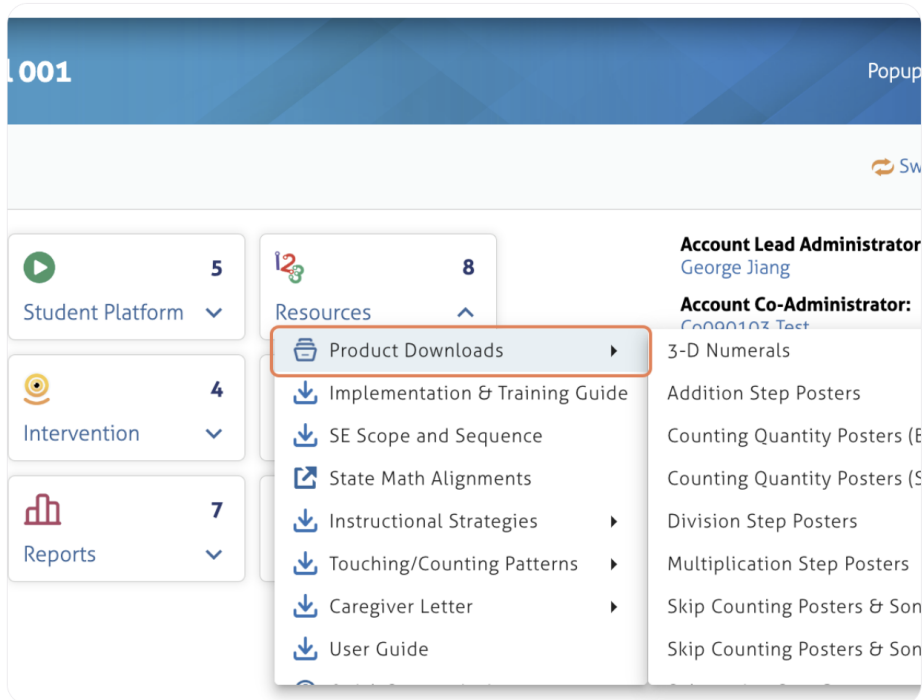 001
Popup
Sw
5
Student Platform
123
8
Resources
Account Lead Administrator
George Jiang
Account Co-Administrator:
Co090103 Test
4
Intervention
7
Reports
Product Downloads
Implementation & Training Guide
SE Scope and Sequence
State Math Alignments
Instructional Strategies
Touching/Counting Patterns
Caregiver Letter
User Guide
3-D Numerals
Addition Step Posters
Counting Quantity Posters (
Counting Quantity Posters (S
Division Step Posters
Multiplication Step Posters
Skip Counting Posters & Son
Skip Counting Posters & Son